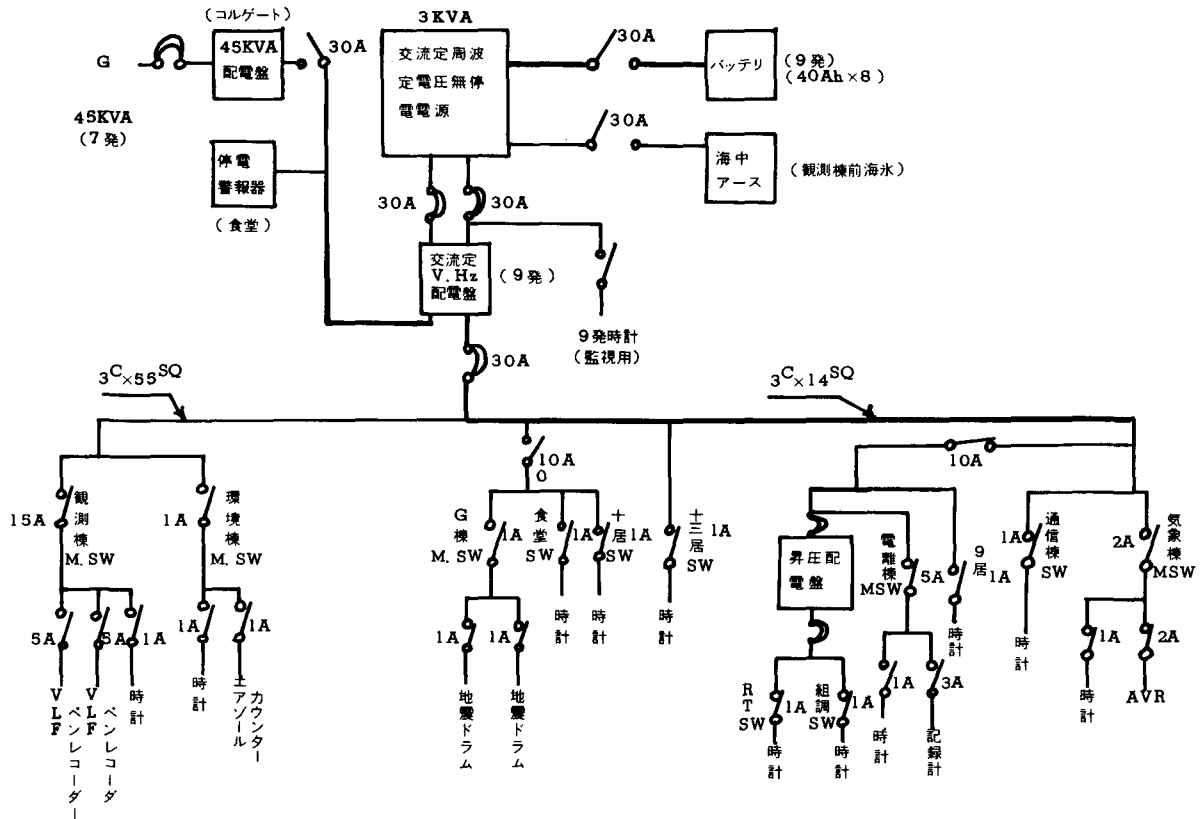 (コルゲート)
3KVA
G
45KVA
配電盤
30A
交流定周波
定電圧無停
電電源
30A
バッテリ
(9発)
(40Ah×8)
45KVA
(7発)
停電
警報器
(食堂)
30A
海中
アース
(観測棟前海氷)
30A
30A
交流定
V.Hz
配電盤
(9発)
9発時計
(監視用)
30A
3C×55SQ
3C×14SQ
10A
0
10A
15A
観測棟
M.SW
1A
環境棟
M.SW
G棟
M.SW
1A
食堂
SW
1A
十居
SW
1A
十三居
SW
1A
昇圧配
電盤
電離棟
MSW
5A
9居
1A
1A
通信棟
SW
2A
気象棟
MSW
5A
5A
1A
1A
1A
1A
1A
時計
時計
時計
時計
時計
1A
2A
VLF
VLF
ペンレコーダー
ペンレコーダ
時計
時計
エアゾール
カウンター
地震ドラム
地震ドラム
RT
SW
1A
組調
SW
1A
1A
3A
時計
時計
時計
記録計
時計
AVR